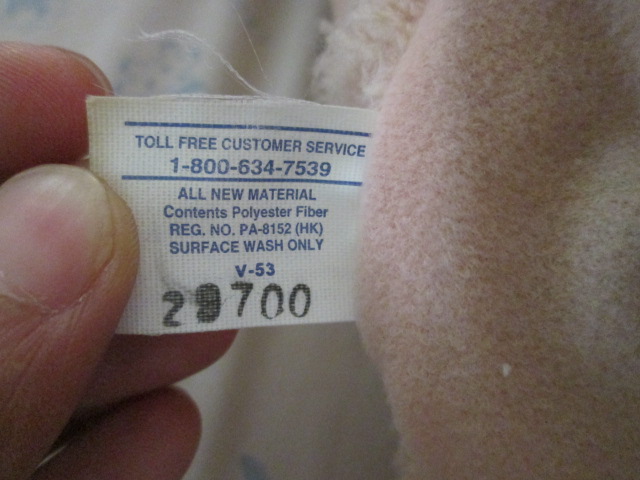 TOLL FREE CUSTOMER SERVICE
1-800-634-7539
ALL NEW MATERIAL
Contents Polyester Fiber
REG. NO. PA-8152 (HK)
SURFACE WASH ONLY
V-53